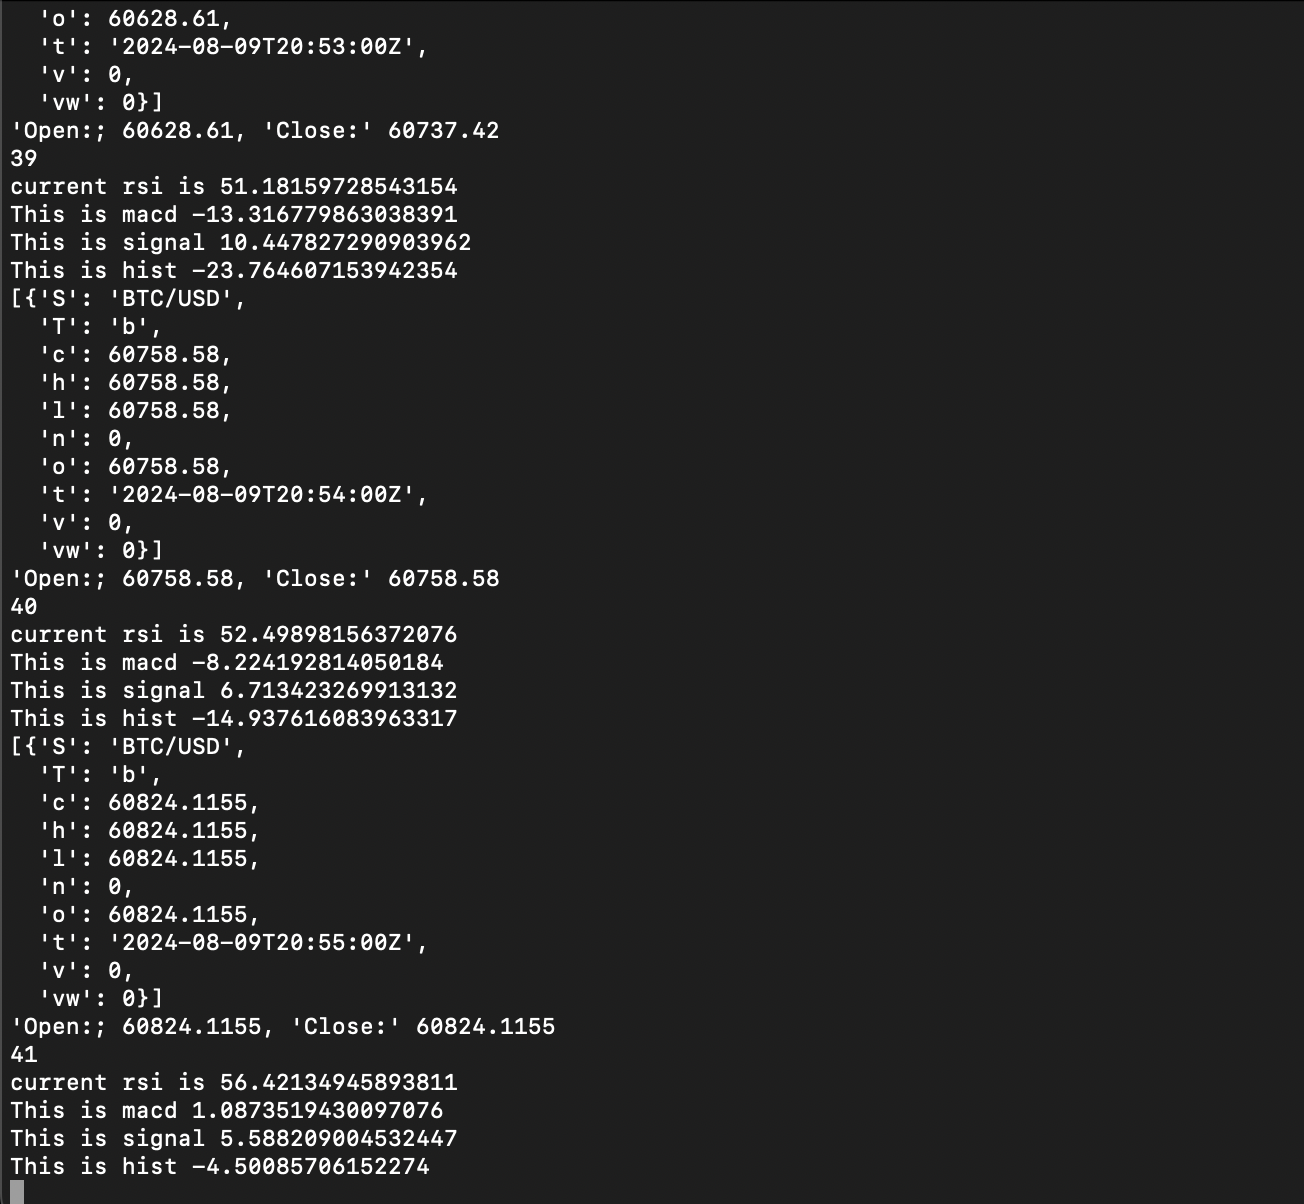 'o': 60628.61,
't': '2024-08-09T20:53:00Z',
'v': 0,
'vw': 0}]
'Open:; 60628.61, 'Close:' 60737.42
39
current rsi is 51.18159728543154
This is macd -13.316779863038391
This is signal 10.447827290903962
This is hist -23.764607153942354
[{'S': 'BTC/USD',
'T': 'b',
'c': 60758.58,
'h': 60758.58,
'l': 60758.58,
'n': 0,
'o': 60758.58,
't': '2024-08-09T20:54:00Z',
'v': 0,
'vw': 0}]
'Open:; 60758.58, 'Close:' 60758.58
40
current rsi is 52.49898156372076
This is macd -8.224192814050184
This is signal 6.713423269913132
This is hist -14.937616083963317
[{'S': 'BTC/USD',
'T': 'b',
'c': 60824.1155,
'h': 60824.1155,
'l': 60824.1155,
'n': 0,
'o': 60824.1155,
't': '2024-08-09T20:55:00Z',
'v': 0,
'vw': 0}]
'Open:; 60824.1155, 'Close:' 60824.1155
41
current rsi is 56.42134945893811
This is macd 1.0873519430097076
This is signal 5.588209004532447
This is hist -4.50085706152274